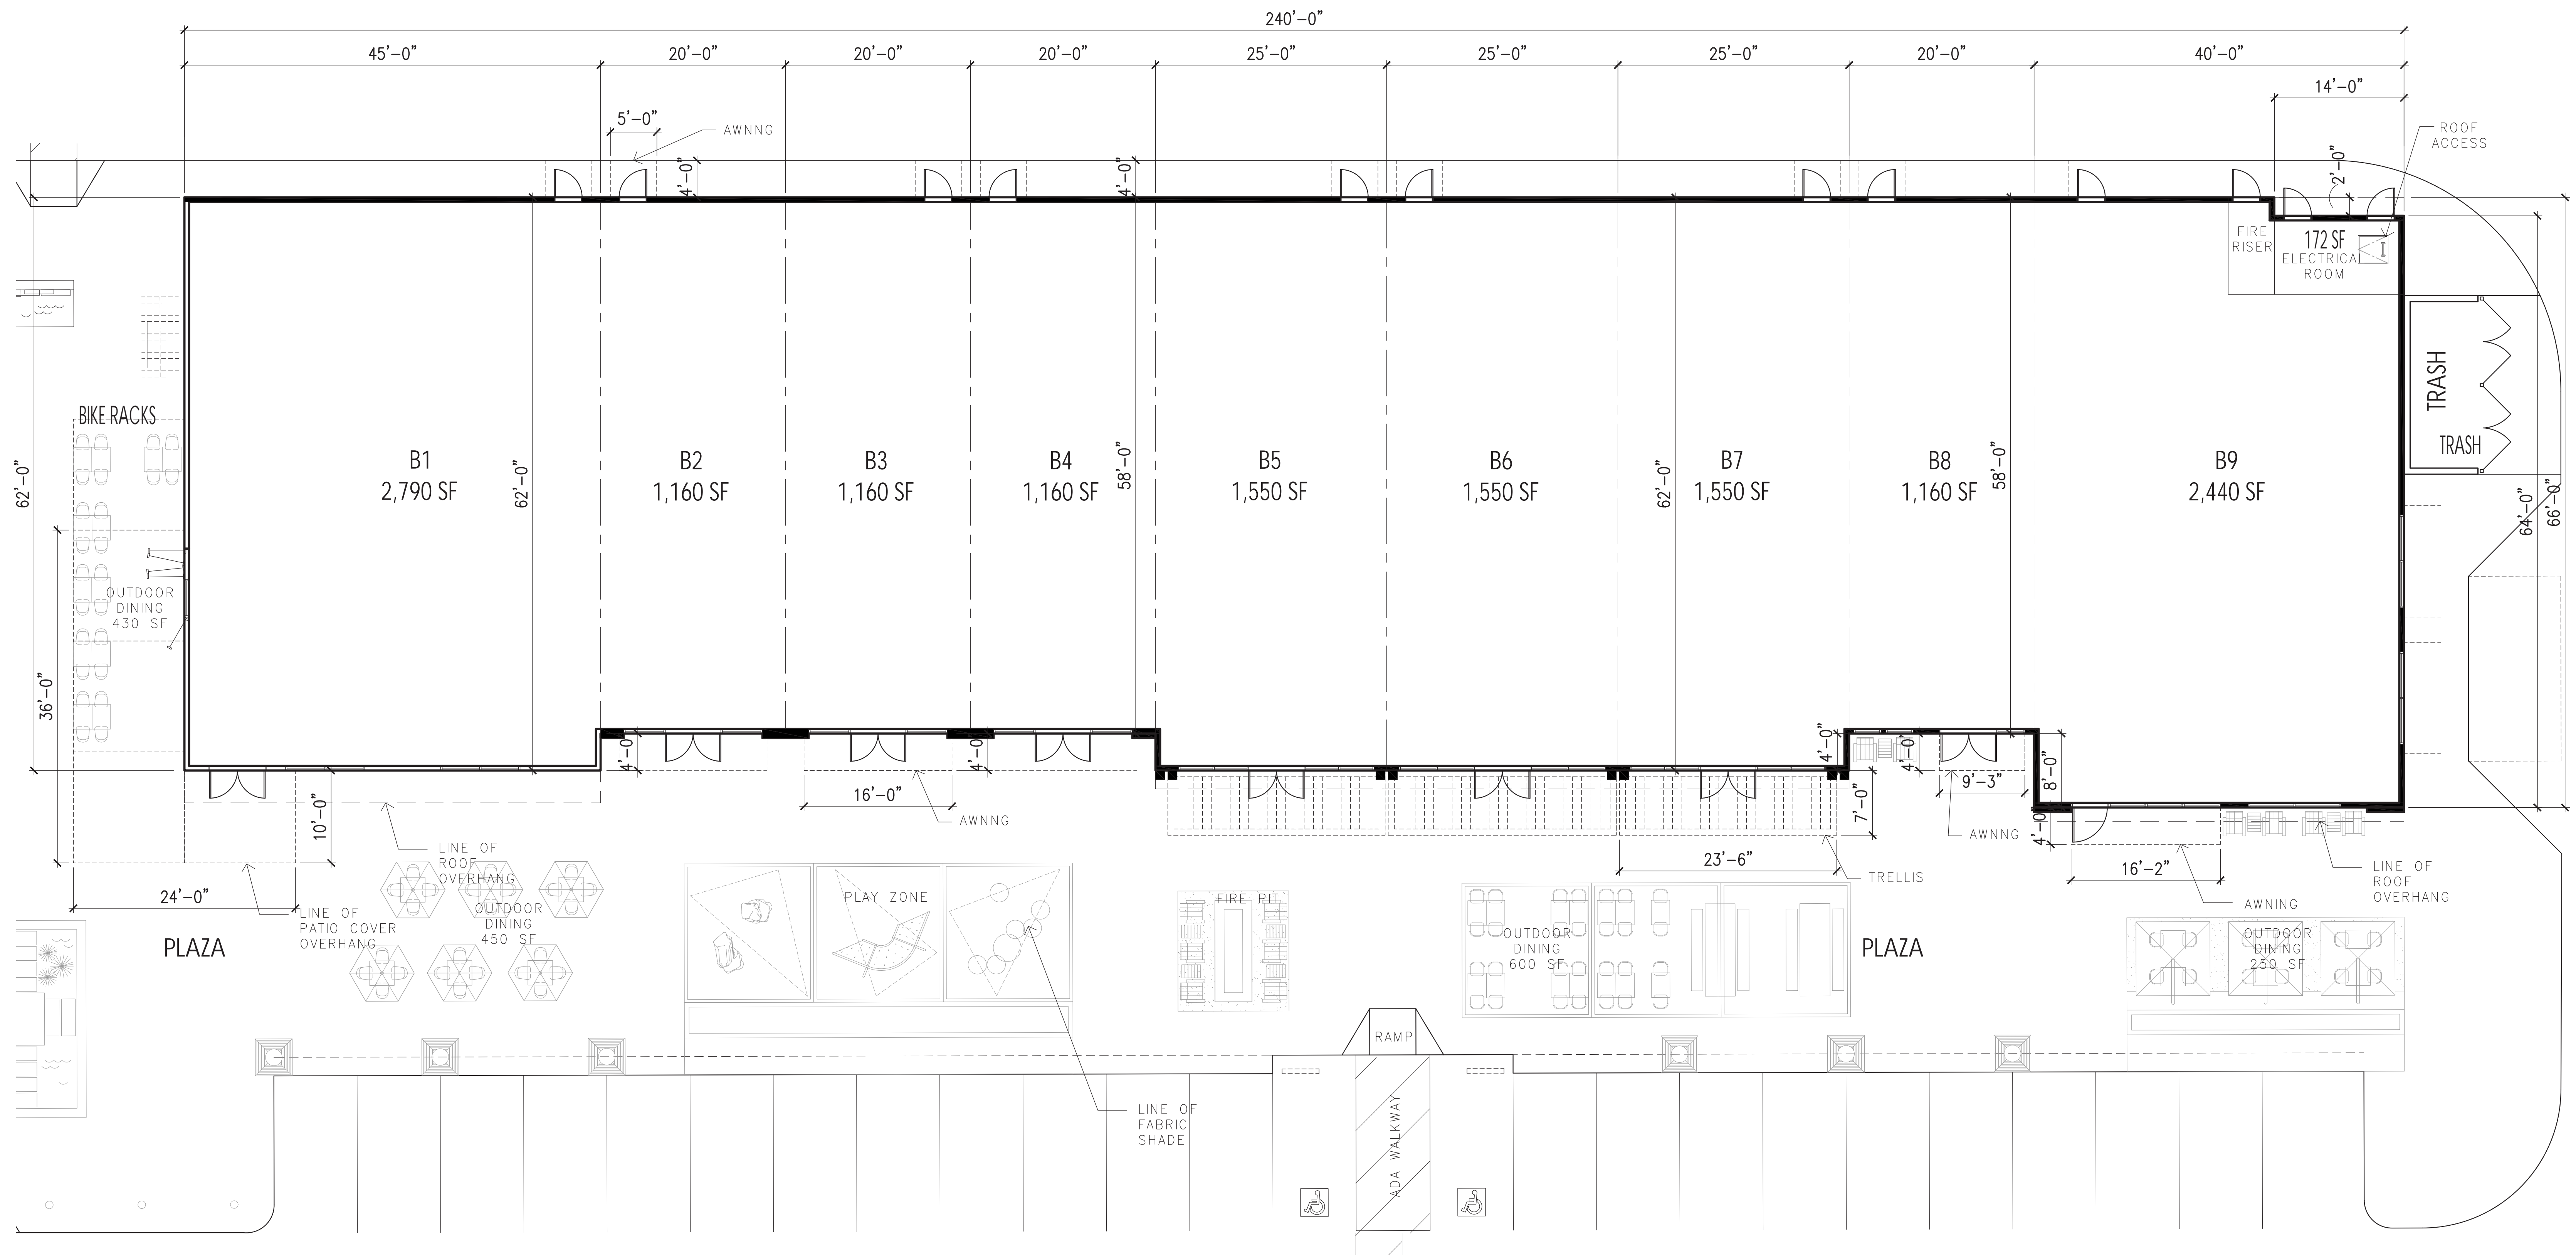 240'-0"
45'-0"
20'-0"
20'-0"
20'-0"
25'-0"
25'-0"
25'-0"
20'-0"
40'-0"
14'-0"
5'-0"
AWNNG
4'-0"
4'-0"
2'-0"
ROOF
ACCESS
FIRE
RISER
172 SF
ELECTRICAL
ROOM
TRASH
TRASH
BIKE RACKS
62'-0"
62'-0"
58'-0"
62'-0"
58'-0"
64'-0"
66'-0"
B1
2,790 SF
B2
1,160 SF
B3
1,160 SF
B4
1,160 SF
B5
1,550 SF
B6
1,550 SF
B7
1,550 SF
B8
1,160 SF
B9
2,440 SF
OUTDOOR
DINING
430 SF
36'-0"
4'-0"
4'-0"
4'-0"
4'-0"
8'-0"
10'-0"
16'-0"
AWNNG
7'-0"
9'-3"
AWNNG
4'-0"
23'-6"
TRELLIS
16'-2"
AWNING
LINE OF
ROOF
OVERHANG
LINE OF
ROOF
OVERHANG
24'-0"
LINE OF
PATIO COVER
OVERHANG
OUTDOOR
DINING
450 SF
PLAZA
PLAY ZONE
FIRE PIT
OUTDOOR
DINING
600 SF
PLAZA
OUTDOOR
DINING
250 SF
RAMP
LINE OF
FABRIC
SHADE
ADA WALKWAY